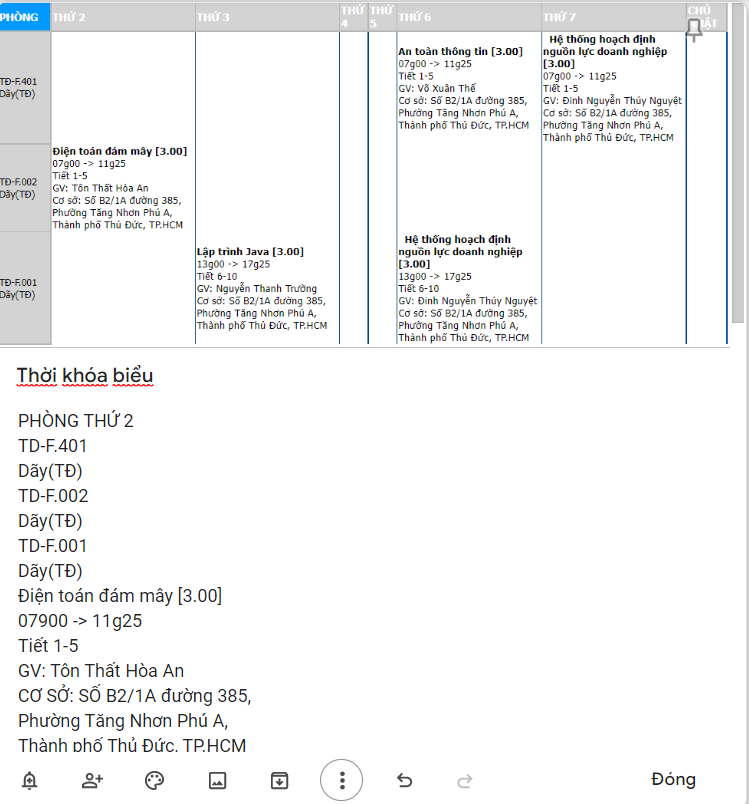 PHÒNG
THỨ 2
THỨ 3
THỨ
4
THỨ
5
THỨ 6
THỨ 7
CHỦ
NHẬT
TĐ-F.401
Dãy(TĐ)
An toàn thông tin [3.00]
07g00 -> 11g25
Tiết 1-5
GV: Võ Xuân Thể
Cơ sở: Số B2/1A đường 385,
Phường Tăng Nhơn Phú A,
Thành phố Thủ Đức, TP.HCM
Hệ thống hoạch định
nguồn lực doanh nghiệp
[3.00]
07g00 -> 11g25
Tiết 1-5
GV: Đinh Nguyễn Thúy Nguyệt
Cơ sở: Số B2/1A đường 385,
Phường Tăng Nhơn Phú A,
Thành phố Thủ Đức, TP.HCM
TĐ-F.002
Dãy(TĐ)
Điện toán đám mây [3.00]
07g00 -> 11g25
Tiết 1-5
GV: Tôn Thất Hòa An
Cơ sở: Số B2/1A đường 385,
Phường Tăng Nhơn Phú A,
Thành phố Thủ Đức, TP.HCM
TĐ-F.001
Dãy(TĐ)
Lập trình Java [3.00]
13g00 -> 17g25
Tiết 6-10
GV: Nguyễn Thanh Trường
Cơ sở: Số B2/1A đường 385,
Phường Tăng Nhơn Phú A,
Thành phố Thủ Đức, TP.HCM
Hệ thống hoạch định
nguồn lực doanh nghiệp
[3.00]
13g00 -> 17g25
Tiết 6-10
GV: Đinh Nguyễn Thúy Nguyệt
Cơ sở: Số B2/1A đường 385,
Phường Tăng Nhơn Phú A,
Thành phố Thủ Đức, TP.HCM
Thời khóa biểu
PHÒNG THỨ 2
TD-F.401
Dãy(TĐ)
TD-F.002
Dãy(TĐ)
TD-F.001
Dãy(TĐ)
Điện toán đám mây [3.00]
07900 -> 11g25
Tiết 1-5
GV: Tôn Thất Hòa An
CƠ SỞ: SỐ B2/1A đường 385,
Phường Tăng Nhơn Phú A,
Thành phố Thủ Đức. TP.HCM
Đóng